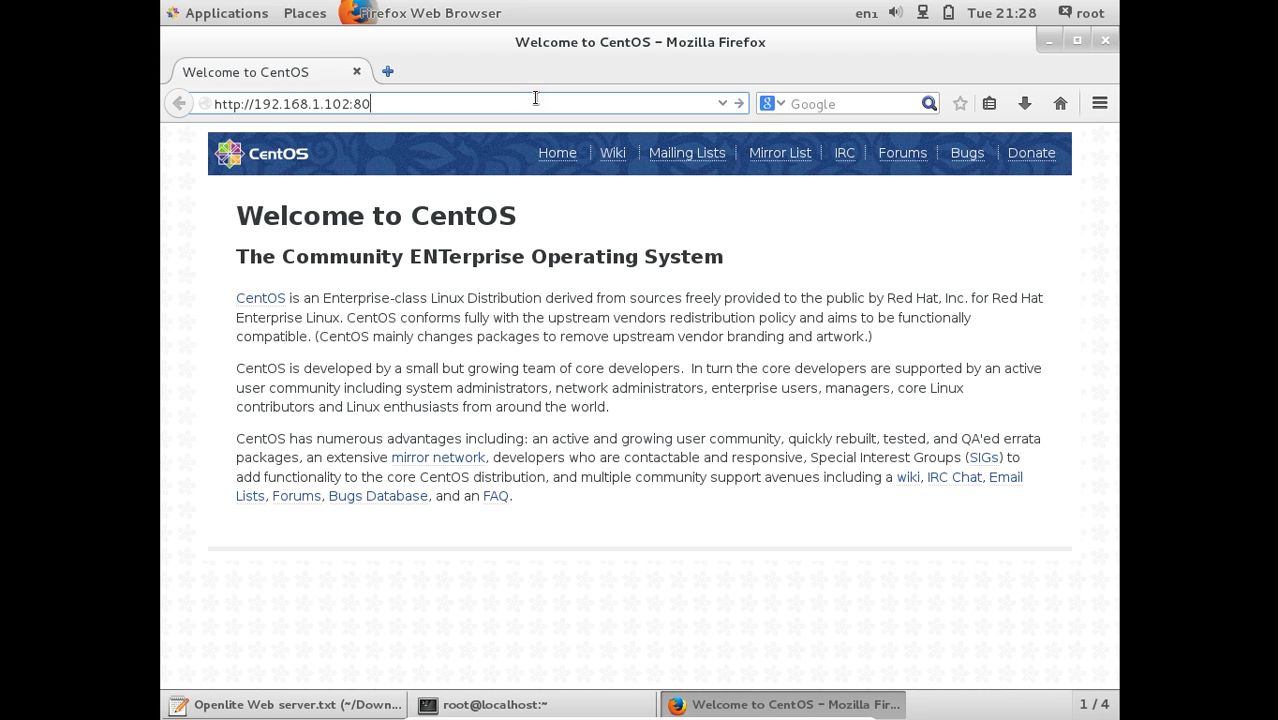 Applications Places Firefox Web Browser en1 Tue 21:28 root
Welcome to CentOS - Mozilla Firefox
Welcome to CentOS
http://192.168.1.102:80 Google
CentOS Home Wiki Mailing Lists Mirror List IRC Forums Bugs Donate
Welcome to CentOS
The Community ENTerprise Operating System
CentOS is an Enterprise-class Linux Distribution derived from sources freely provided to the public by Red Hat, Inc. for Red Hat
Enterprise Linux. CentOS conforms fully with the upstream vendors redistribution policy and aims to be functionally
compatible. (CentOS mainly changes packages to remove upstream vendor branding and artwork.)
CentOS is developed by a small but growing team of core developers. In turn the core developers are supported by an active
user community including system administrators, network administrators, enterprise users, managers, core Linux
contributors and Linux enthusiasts from around the world.
CentOS has numerous advantages including: an active and growing user community, quickly rebuilt, tested, and QA'ed errata
packages, an extensive mirror network, developers who are contactable and responsive, Special Interest Groups (SIGs) to
add functionality to the core CentOS distribution, and multiple community support avenues including a wiki, IRC Chat, Email
Lists, Forums, Bugs Database, and an FAQ.
Openlite Web server.txt (~/Down... root@localhost:~ Welcome to CentOS - Mozilla Fir... 1 / 4